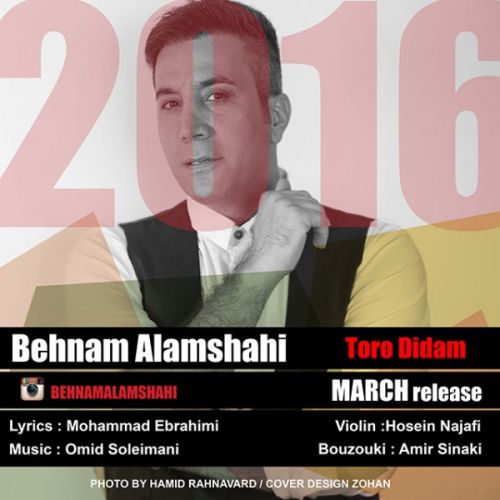 2016
Behnam Alamshahi
Toro Didam
BEHNAMALAMSHAHI
MARCH release
Lyrics : Mohammad Ebrahimi
Violin :Hosein Najafi
Music : Omid Soleimani
Bouzouki : Amir Sinaki
PHOTO BY HAMID RAHNAVARD / COVER DESIGN ZOHAN